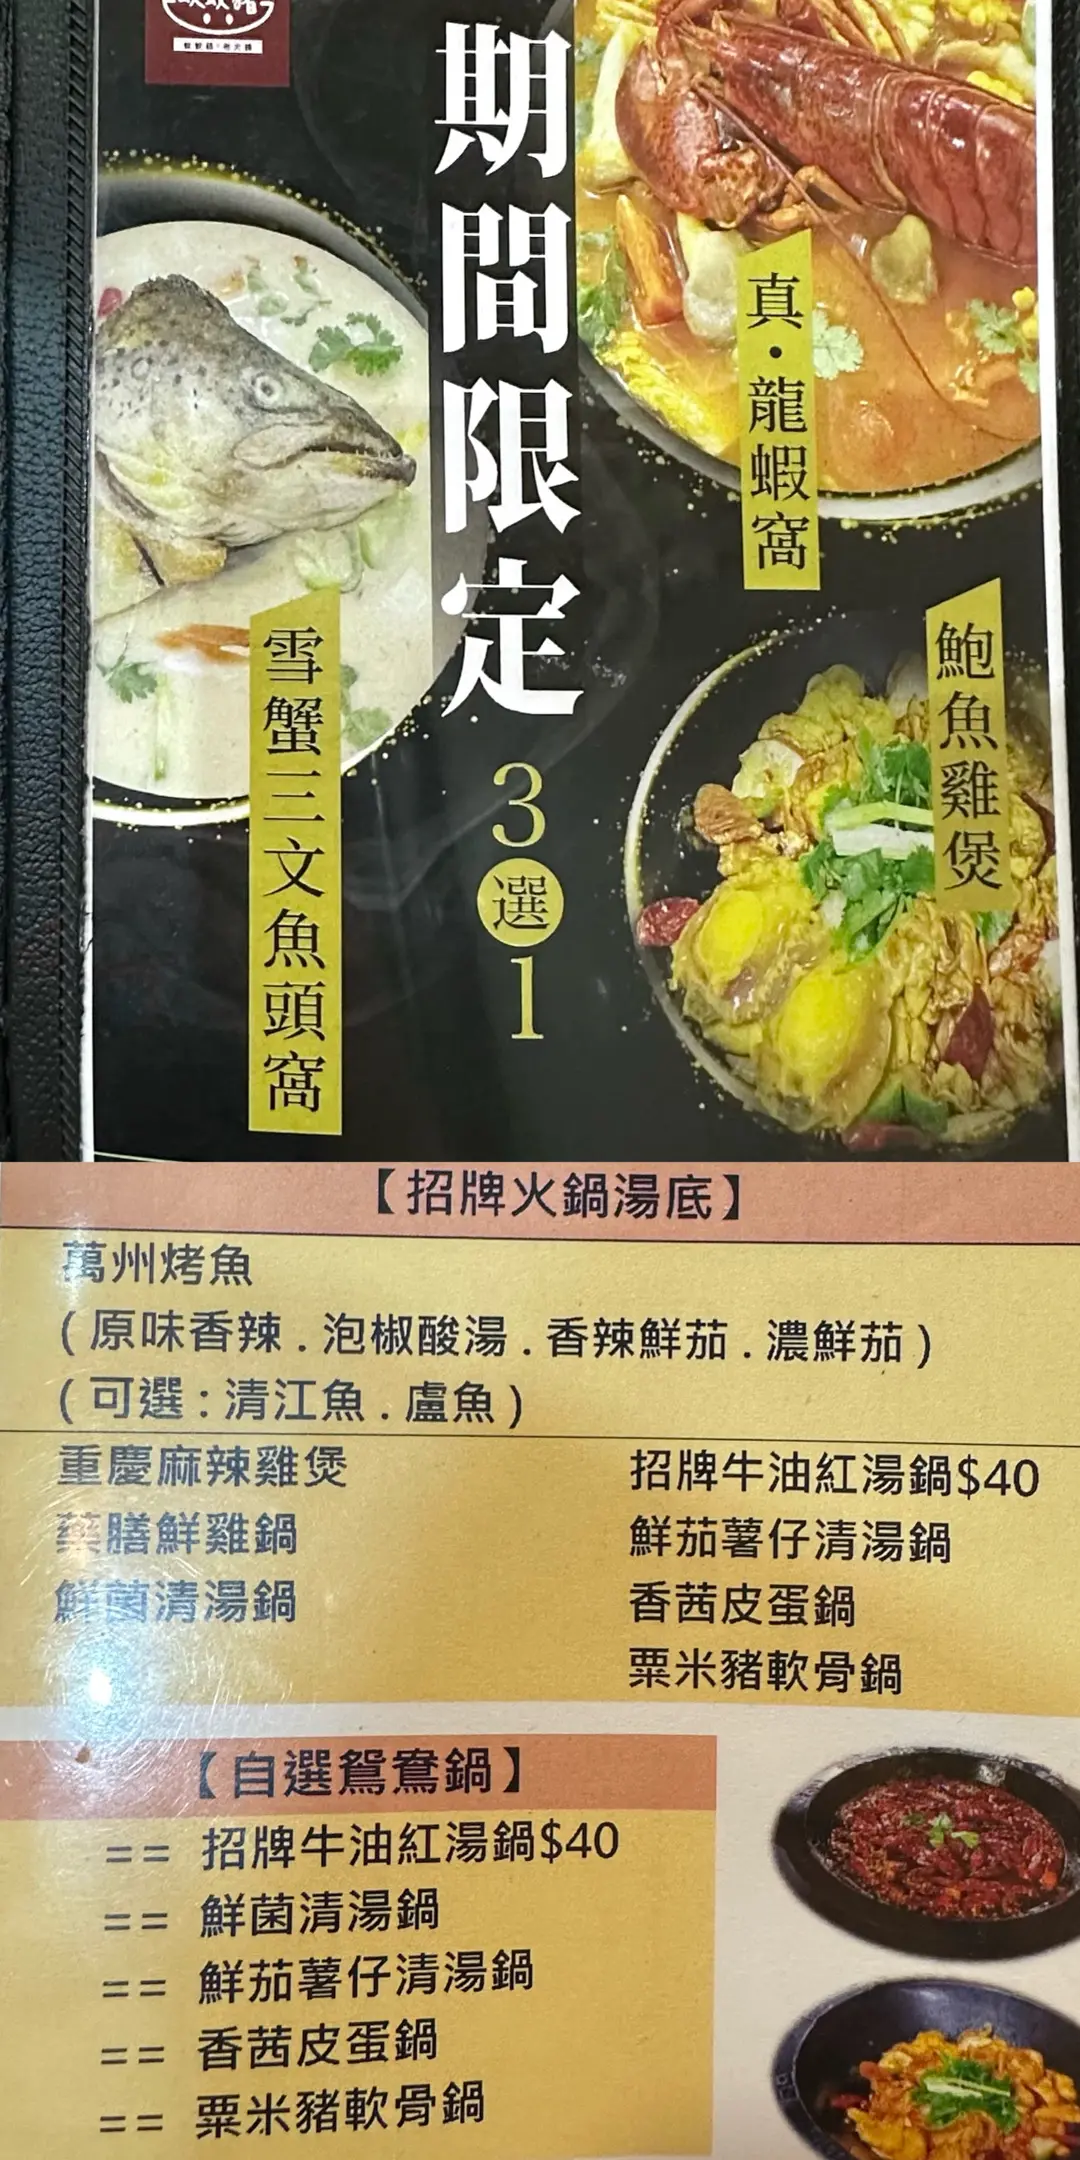 期間限定
3選1
真·龍蝦窩
鮑魚雞煲
雪蟹三文魚頭窩
【招牌火鍋湯底】
萬州烤魚
(原味香辣.泡椒酸湯.香辣鮮茄.濃鮮茄)
(可選:清江魚.盧魚)
重慶麻辣雞煲
藥膳鮮雞鍋
鮮菌清湯鍋
招牌牛油紅湯鍋$40
鮮茄薯仔清湯鍋
香茜皮蛋鍋
粟米豬軟骨鍋
【自選鴛鴦鍋】
== 招牌牛油紅湯鍋$40
== 鮮菌清湯鍋
== 鮮茄薯仔清湯鍋
== 香茜皮蛋鍋
== 粟米豬軟骨鍋